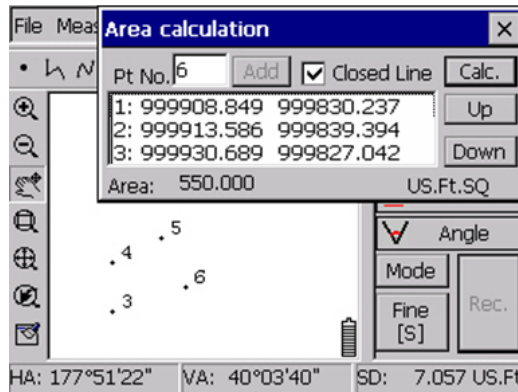 File Meas
Area calculation
Pt No. 6 Add Closed Line Calc.
1: 999908.849 999830.237
2: 999913.586 999839.394
3: 999930.689 999827.042
Up
Down
Area: 550.000 US.Ft.SQ
5
4
6
3
Angle
Mode
Fine
[S]
Rec.
HA: 177°51'22" VA: 40°03'40" SD: 7.057 US.Ft